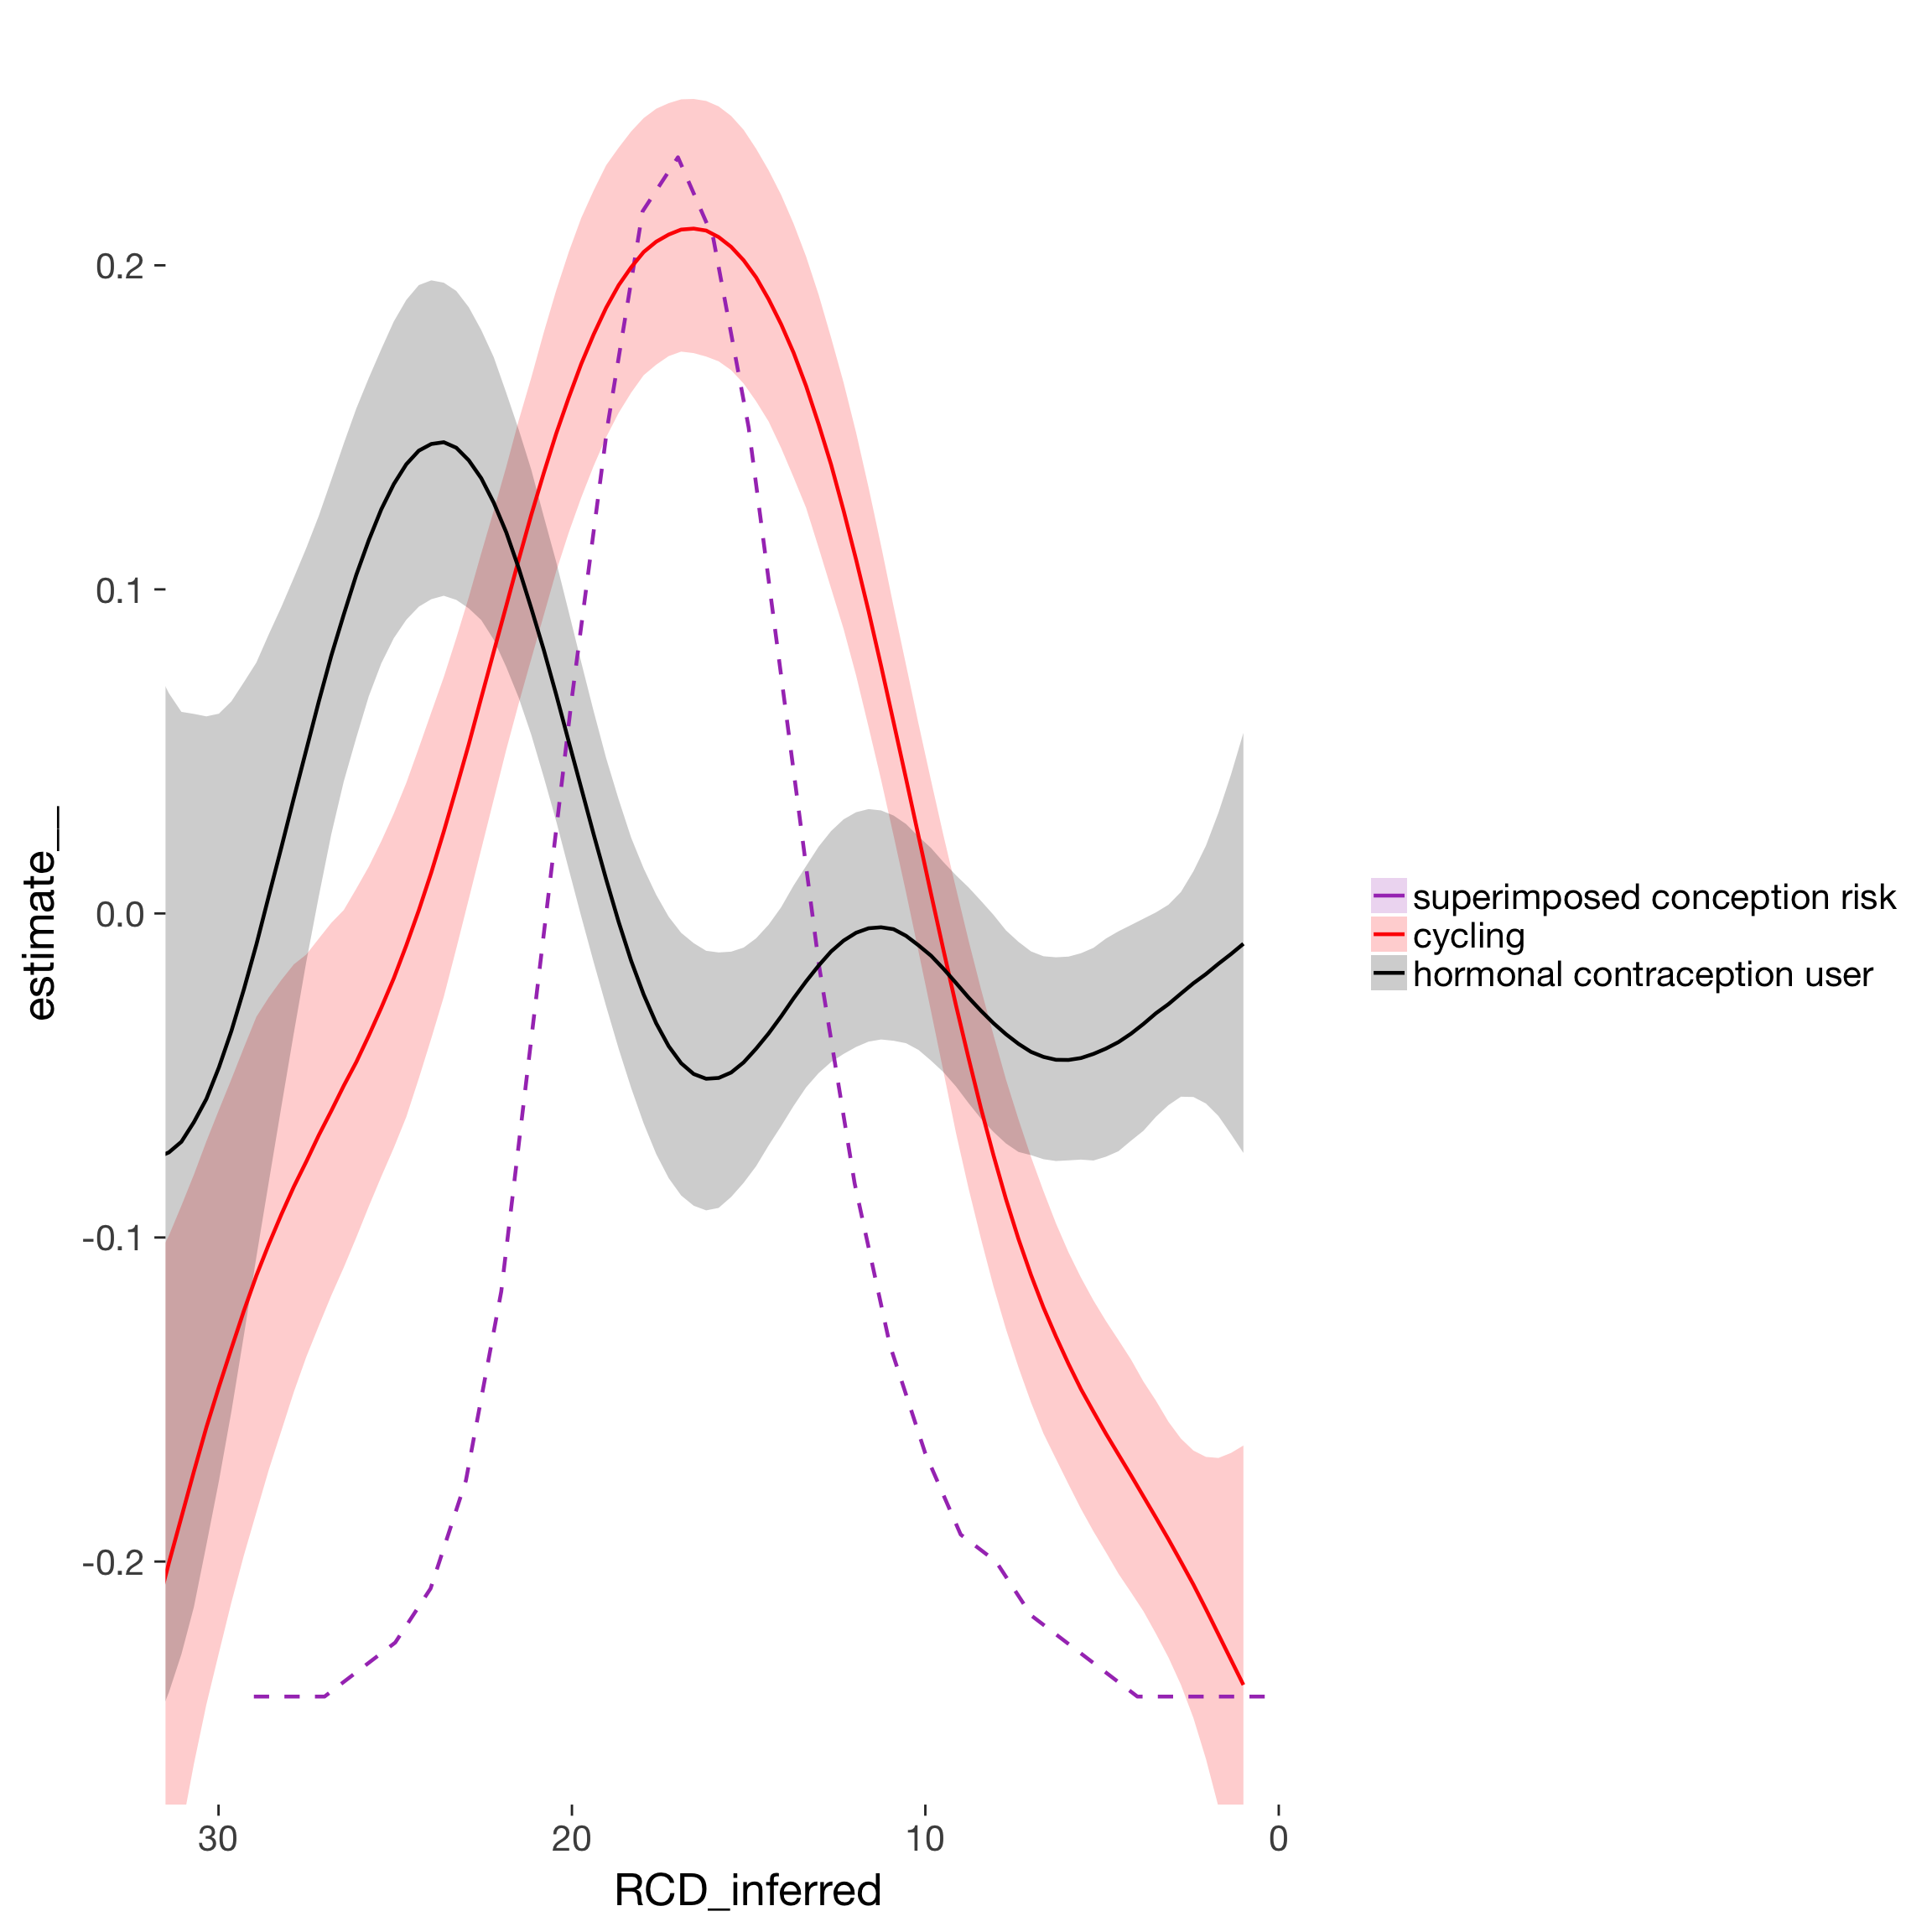 0.2
0.1
0.0
-0.1
-0.2
estimate__
30
20
10
0
RCD_inferred
superimposed conception risk
cycling
hormonal contraception user